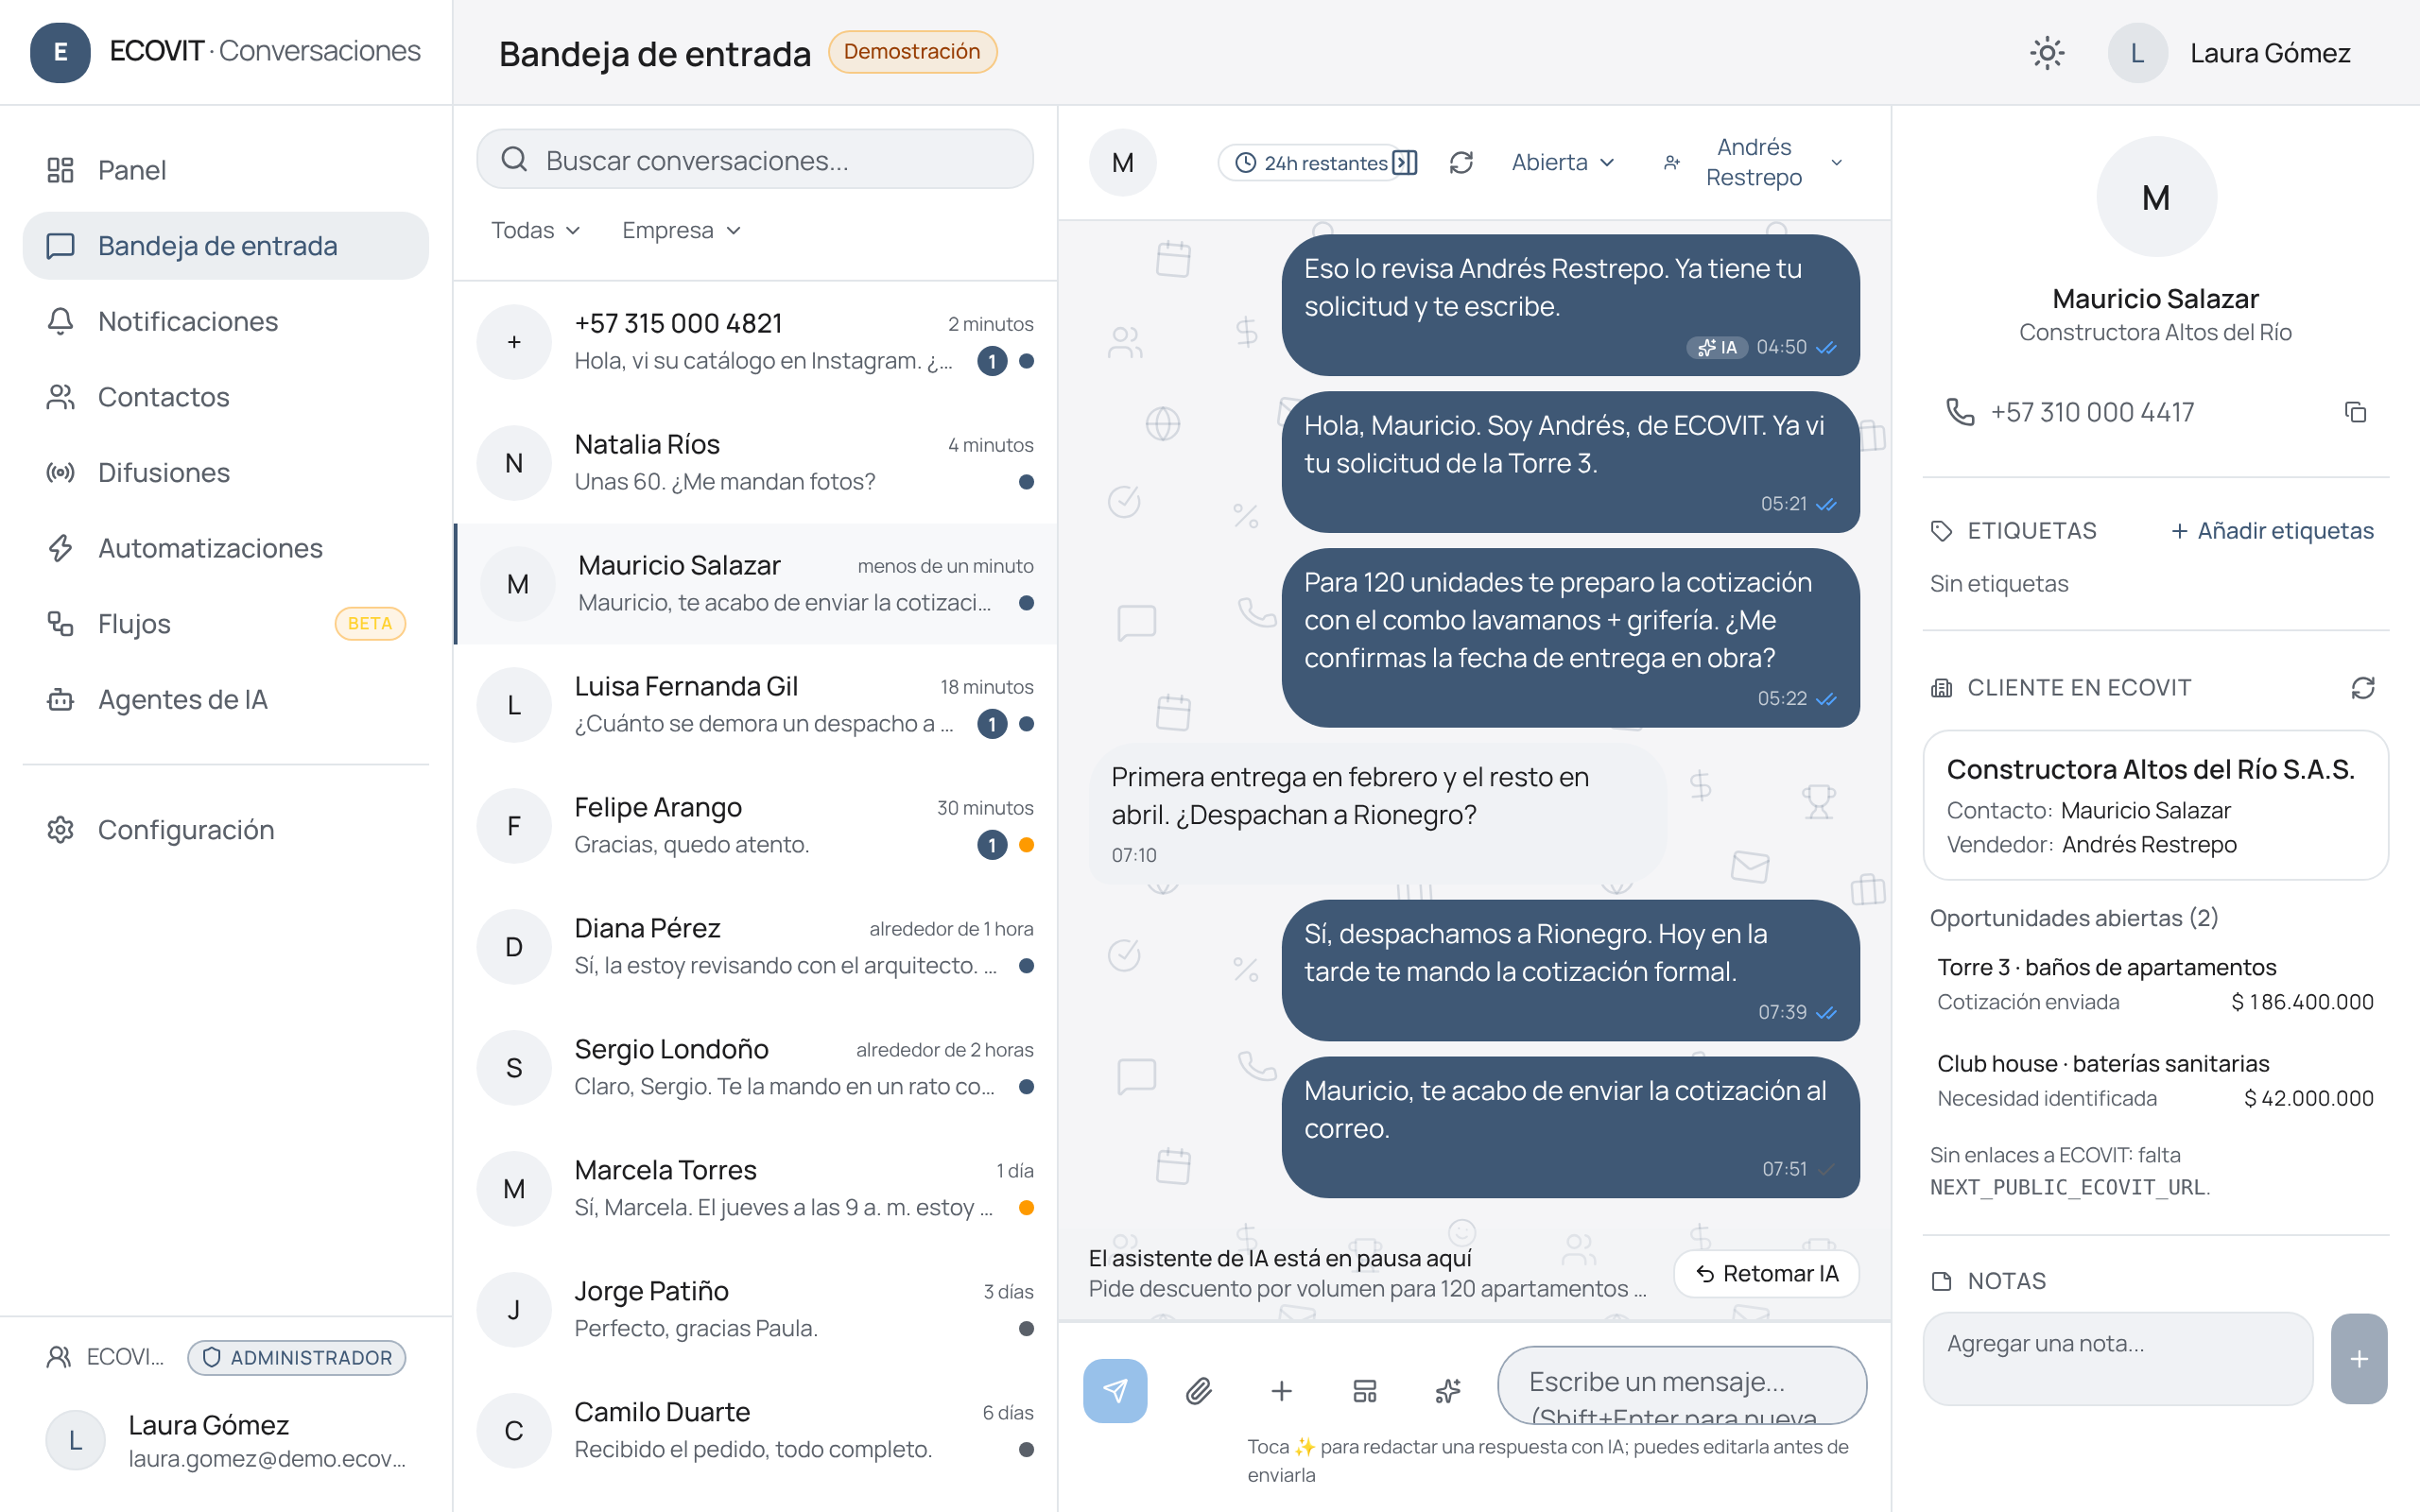 E
ECOVIT · Conversaciones
Bandeja de entrada
Demostración
L
Laura Gómez
Panel
Bandeja de entrada
Notificaciones
Contactos
Difusiones
Automatizaciones
Flujos
BETA
Agentes de IA
Configuración
ECOVI...
ADMINISTRADOR
L
Laura Gómez
laura.gomez@demo.ecov...
Buscar conversaciones...
Todas
Empresa
+
+57 315 000 4821
2 minutos
Hola, vi su catálogo en Instagram. ¿...
1
N
Natalia Ríos
4 minutos
Unas 60. ¿Me mandan fotos?
M
Mauricio Salazar
menos de un minuto
Mauricio, te acabo de enviar la cotizaci...
L
Luisa Fernanda Gil
18 minutos
¿Cuánto se demora un despacho a ...
1
F
Felipe Arango
30 minutos
Gracias, quedo atento.
1
D
Diana Pérez
alrededor de 1 hora
Sí, la estoy revisando con el arquitecto. ...
S
Sergio Londoño
alrededor de 2 horas
Claro, Sergio. Te la mando en un rato co...
M
Marcela Torres
1 día
Sí, Marcela. El jueves a las 9 a. m. estoy ...
J
Jorge Patiño
3 días
Perfecto, gracias Paula.
C
Camilo Duarte
6 días
Recibido el pedido, todo completo.
M
24h restantes
Abierta
Andrés
Restrepo
Eso lo revisa Andrés Restrepo. Ya tiene tu
solicitud y te escribe.
IA 04:50
Hola, Mauricio. Soy Andrés, de ECOVIT. Ya vi
tu solicitud de la Torre 3.
05:21
Para 120 unidades te preparo la cotización
con el combo lavamanos + grifería. ¿Me
confirmas la fecha de entrega en obra?
05:22
Primera entrega en febrero y el resto en
abril. ¿Despachan a Rionegro?
07:10
Sí, despachamos a Rionegro. Hoy en la
tarde te mando la cotización formal.
07:39
Mauricio, te acabo de enviar la cotización al
correo.
07:51
El asistente de IA está en pausa aquí
Pide descuento por volumen para 120 apartamentos ...
Retomar IA
Escribe un mensaje...
(Shift+Enter para nueva
Toca ✨ para redactar una respuesta con IA; puedes editarla antes de
enviarla
M
Mauricio Salazar
Constructora Altos del Río
+57 310 000 4417
ETIQUETAS
+ Añadir etiquetas
Sin etiquetas
CLIENTE EN ECOVIT
Constructora Altos del Río S.A.S.
Contacto: Mauricio Salazar
Vendedor: Andrés Restrepo
Oportunidades abiertas (2)
Torre 3 · baños de apartamentos
Cotización enviada
$ 186.400.000
Club house · baterías sanitarias
Necesidad identificada
$ 42.000.000
Sin enlaces a ECOVIT: falta
NEXT_PUBLIC_ECOVIT_URL.
NOTAS
Agregar una nota...
+